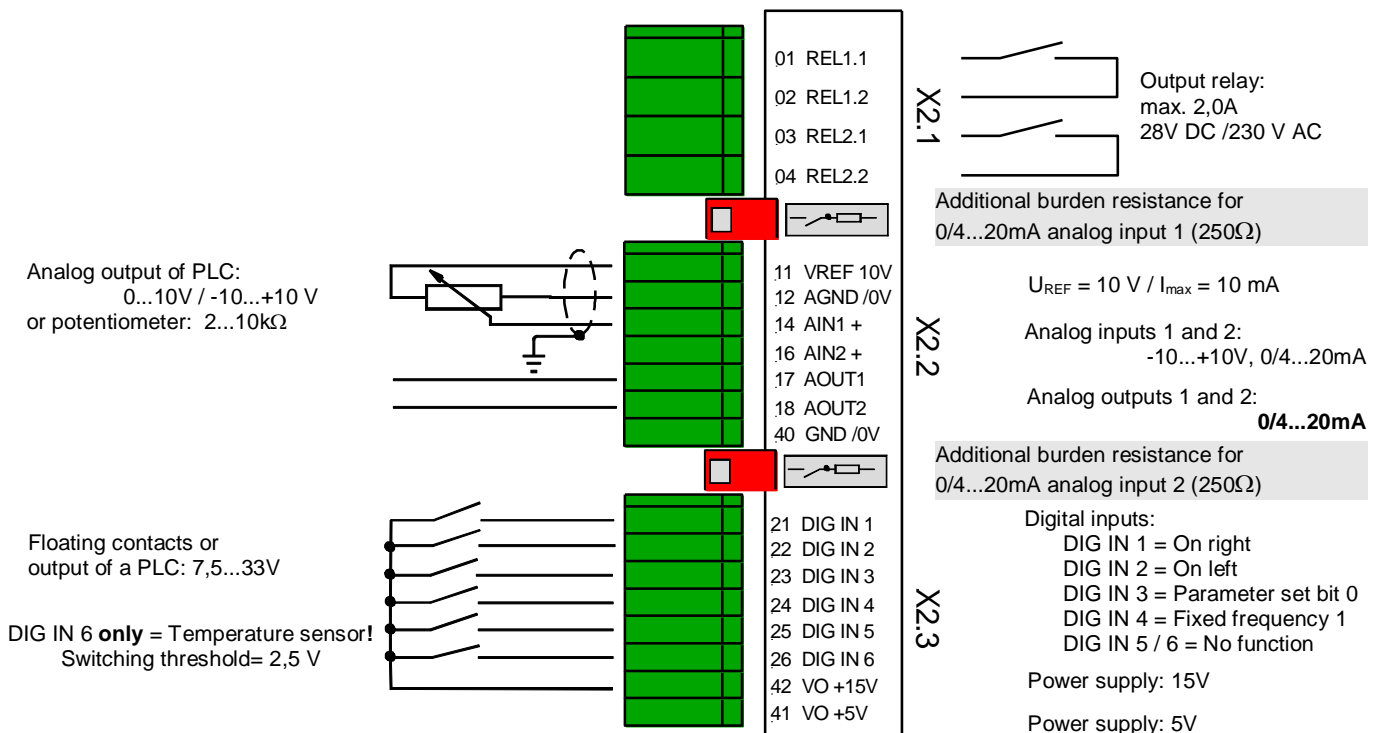 01 REL1.1
02 REL1.2
03 REL2.1
04 REL2.2
X2.1
Output relay:
max. 2,0A
28V DC /230 V AC
Additional burden resistance for
0/4...20mA analog input 1 (250Ω)
Analog output of PLC:
0...10V / -10...+10 V
or potentiometer: 2...10kΩ
11 VREF 10V
12 AGND /0V
14 AIN1 +
16 AIN2 +
17 AOUT1
18 AOUT2
40 GND /0V
X2.2
UREF = 10 V / Imax = 10 mA
Analog inputs 1 and 2:
-10...+10V, 0/4...20mA
Analog outputs 1 and 2:
0/4...20mA
Additional burden resistance for
0/4...20mA analog input 2 (250Ω)
Floating contacts or
output of a PLC: 7,5...33V
DIG IN 6 only = Temperature sensor!
Switching threshold= 2,5 V
21 DIG IN 1
22 DIG IN 2
23 DIG IN 3
24 DIG IN 4
25 DIG IN 5
26 DIG IN 6
42 VO +15V
41 VO +5V
X2.3
Digital inputs:
DIG IN 1 = On right
DIG IN 2 = On left
DIG IN 3 = Parameter set bit 0
DIG IN 4 = Fixed frequency 1
DIG IN 5 / 6 = No function
Power supply: 15V
Power supply: 5V